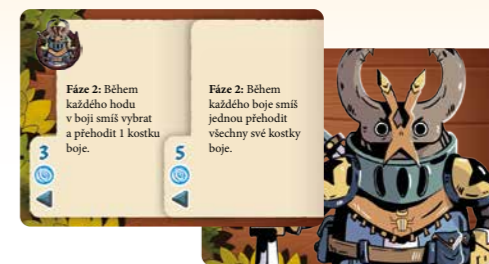 Fáze 2: Během
každého hodu
v boji smíš vybrat
a přehodit 1 kostku
boje.
3
Fáze 2: Během
každého boje smíš
jednou přehodit
všechny své kostky
boje.
5